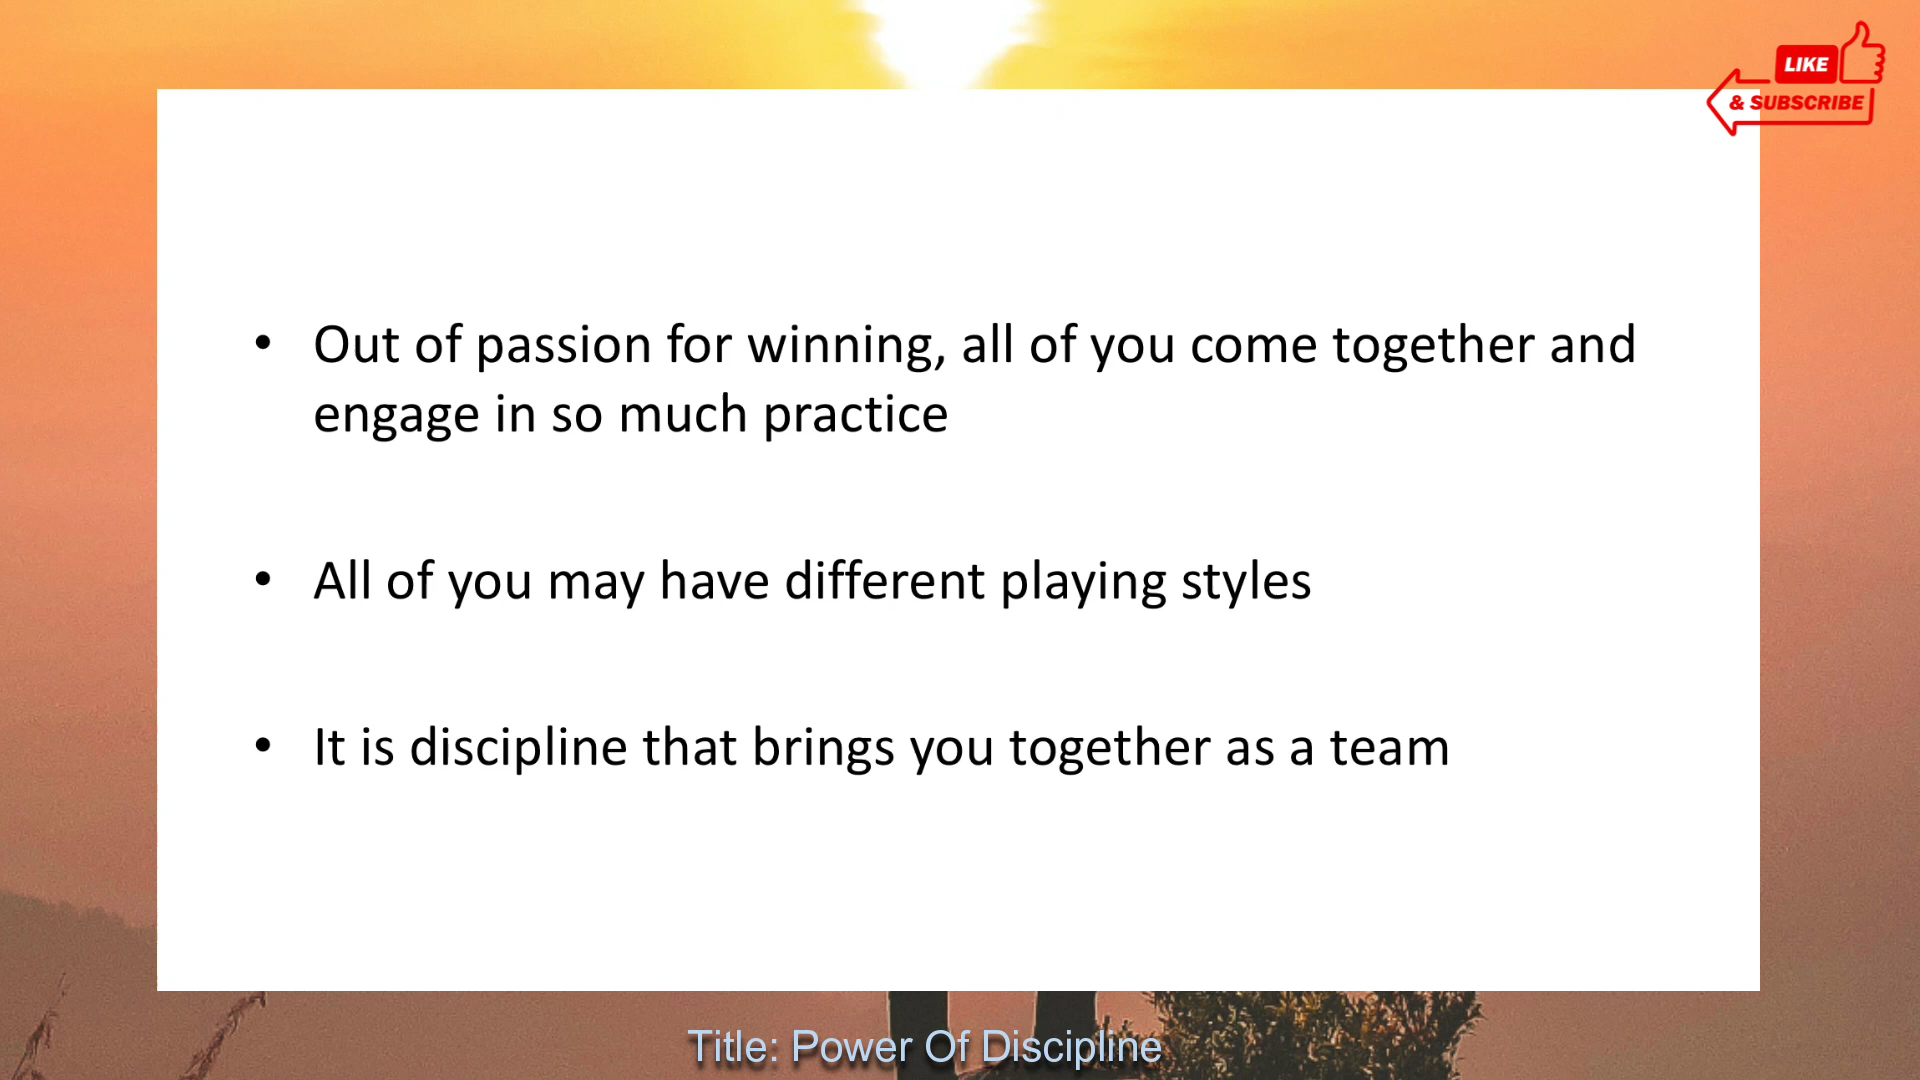 LIKE
& SUBSCRIBE
• Out of passion for winning, all of you come together and
engage in so much practice
• All of you may have different playing styles
• It is discipline that brings you together as a team
Title: Power Of Discipline